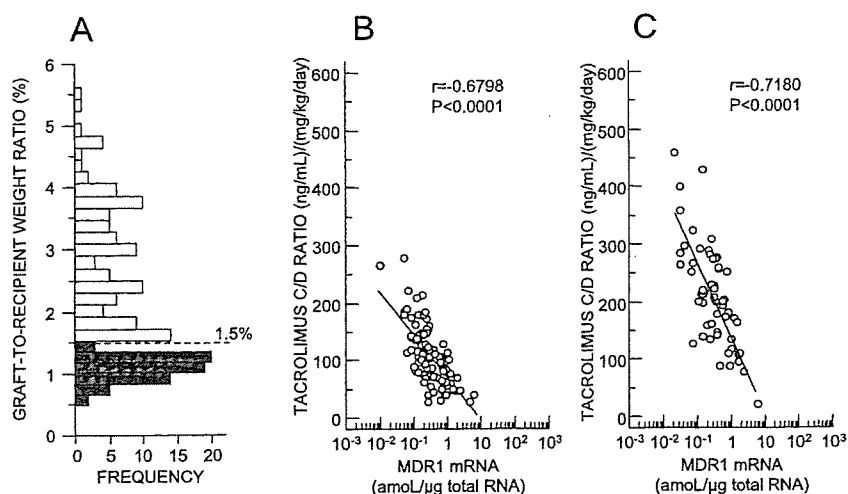 A
GRAFT-TO-RECIPIENT WEIGHT RATIO (%)
6
5
4
3
2
1
0
1.5%
0 5 10 15 20
FREQUENCY
B
TACROLIMUS C/D RATIO (ng/mL)/(mg/kg/day)
600
500
400
300
200
100
0
r=-0.6798
P<0.0001
10-3 10-2 10-1 1 10 102 103
MDR1 mRNA
(amoL/μg total RNA)
C
TACROLIMUS C/D RATIO (ng/mL)/(mg/kg/day)
600
500
400
300
200
100
0
r=-0.7180
P<0.0001
10-3 10-2 10-1 1 10 102 103
MDR1 mRNA
(amoL/μg total RNA)